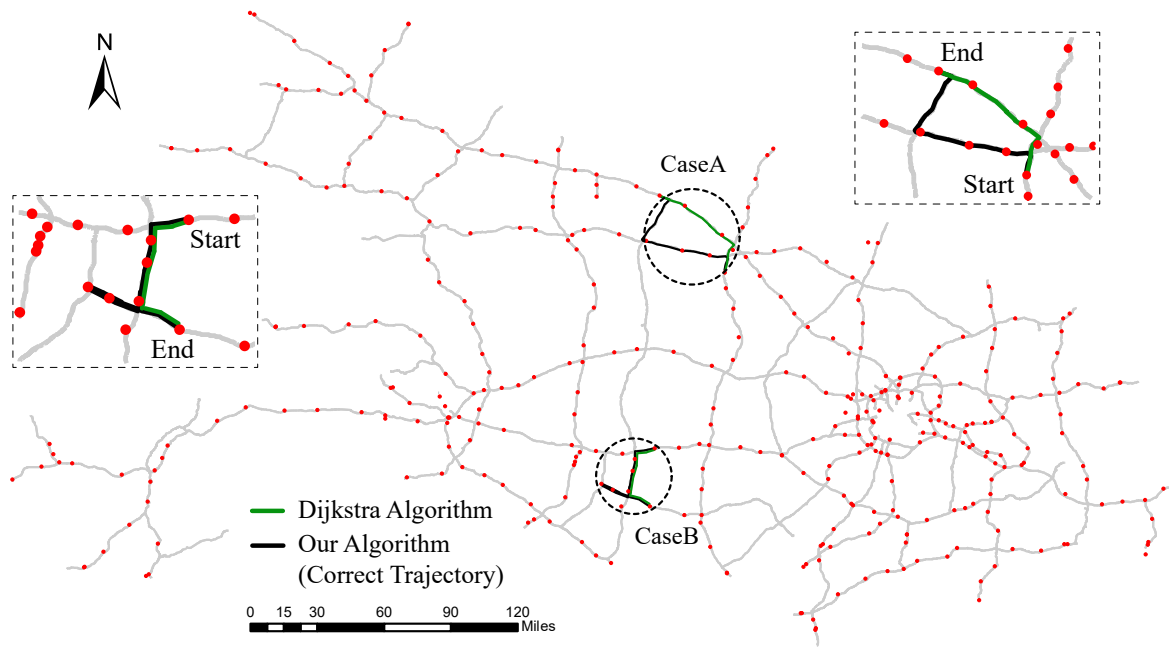 N
End
Start
CaseA
Start
End
CaseB
Dijkstra Algorithm
Our Algorithm
(Correct Trajectory)
0 15 30 60 90 120
Miles